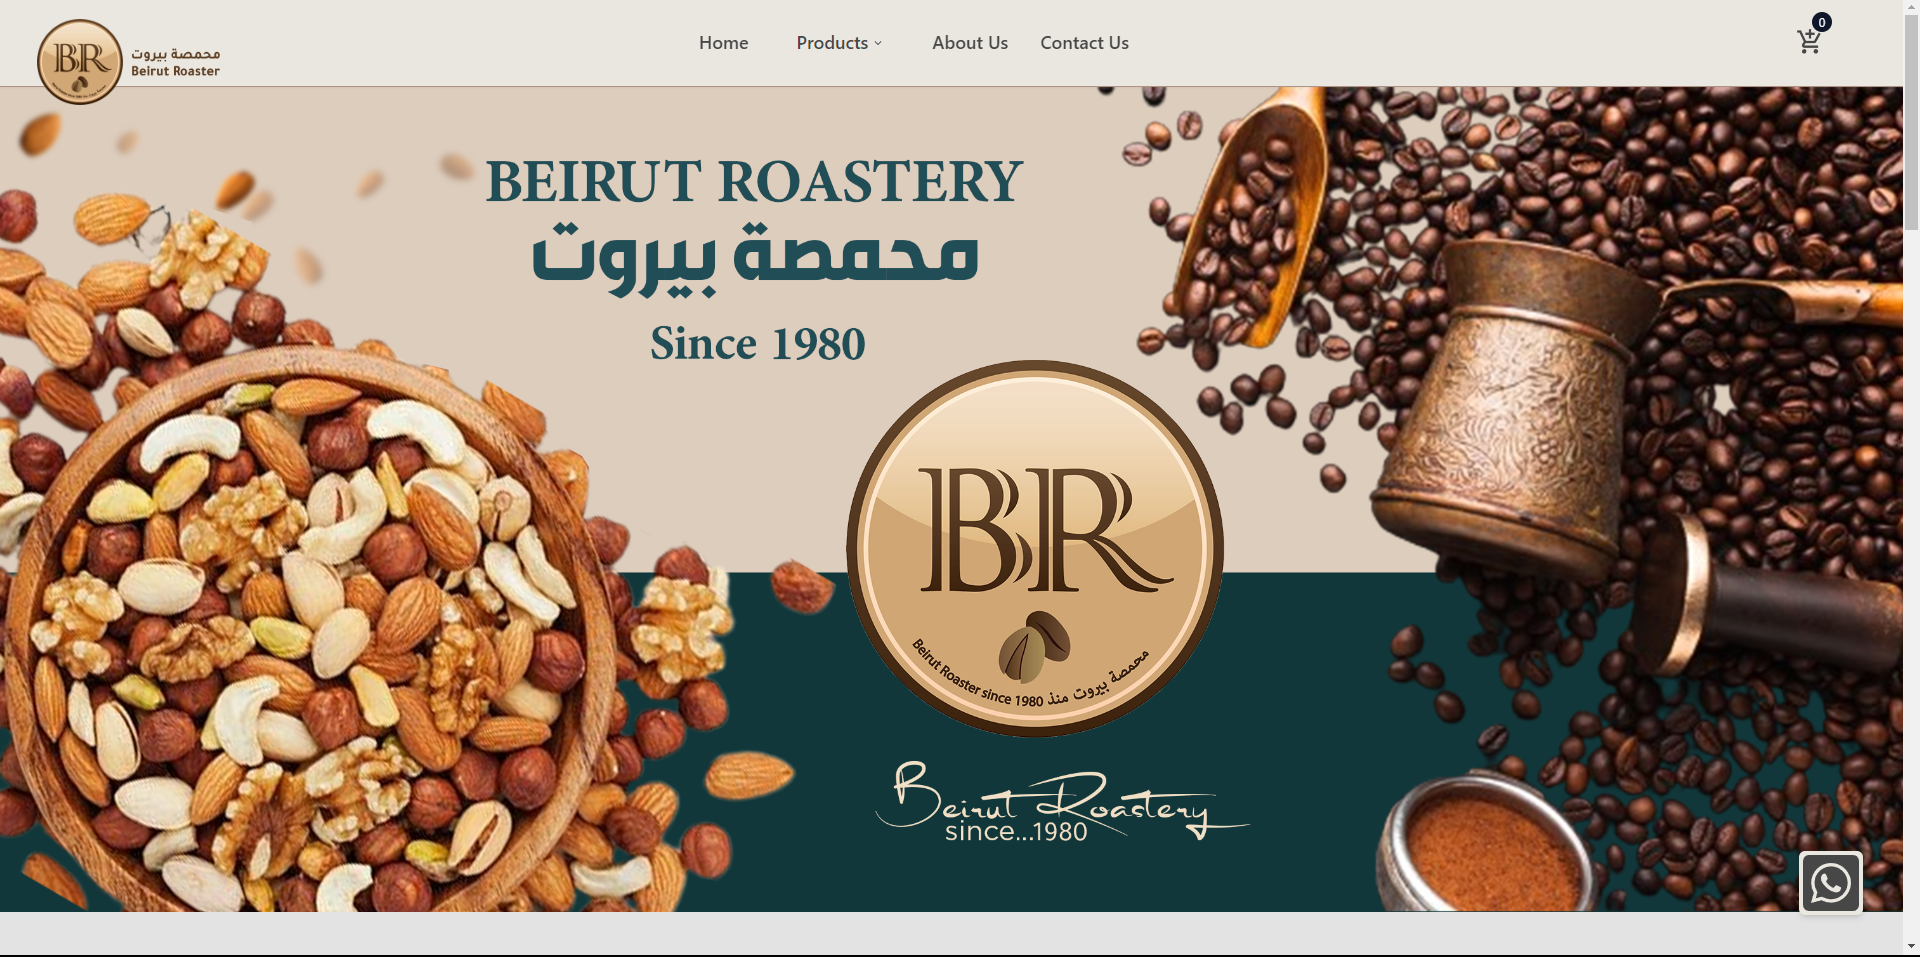 BR
محمصة بيروت
Beirut Roaster
Home
Products
About Us
Contact Us
0
BEIRUT ROASTERY
محمصة بيروت
Since 1980
BR
Beirut Roaster since 1980 محمصة بيروت منذ
Beirut Roastery
since...1980